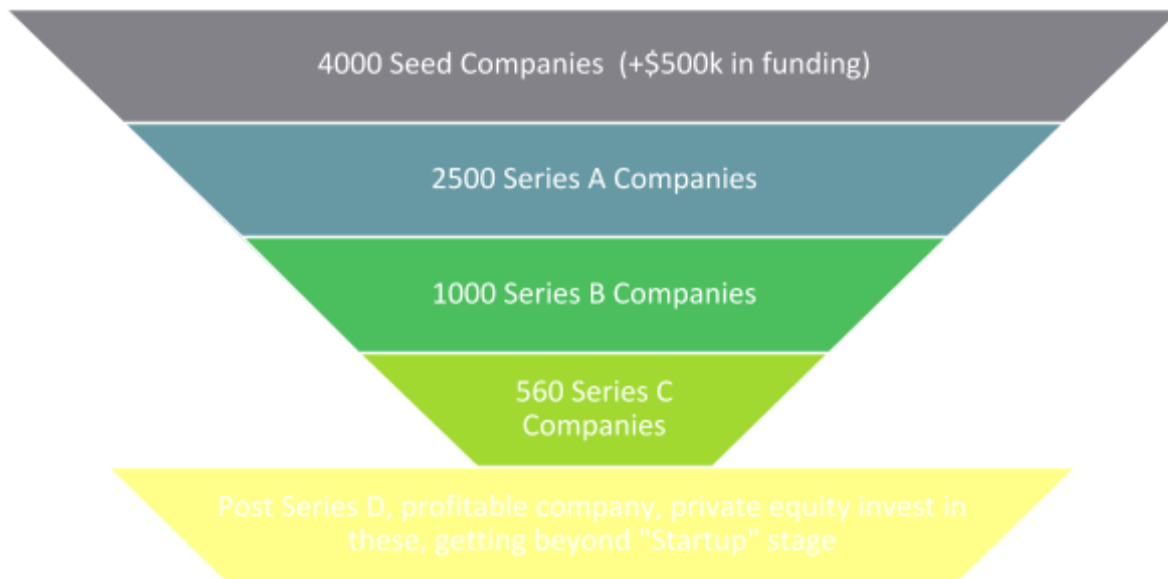 4000 Seed Companies (+$500k in funding)
2500 Series A Companies
1000 Series B Companies
560 Series C
Companies
Post Series D, profitable company, private equity invest in
these, getting beyond "Startup" stage